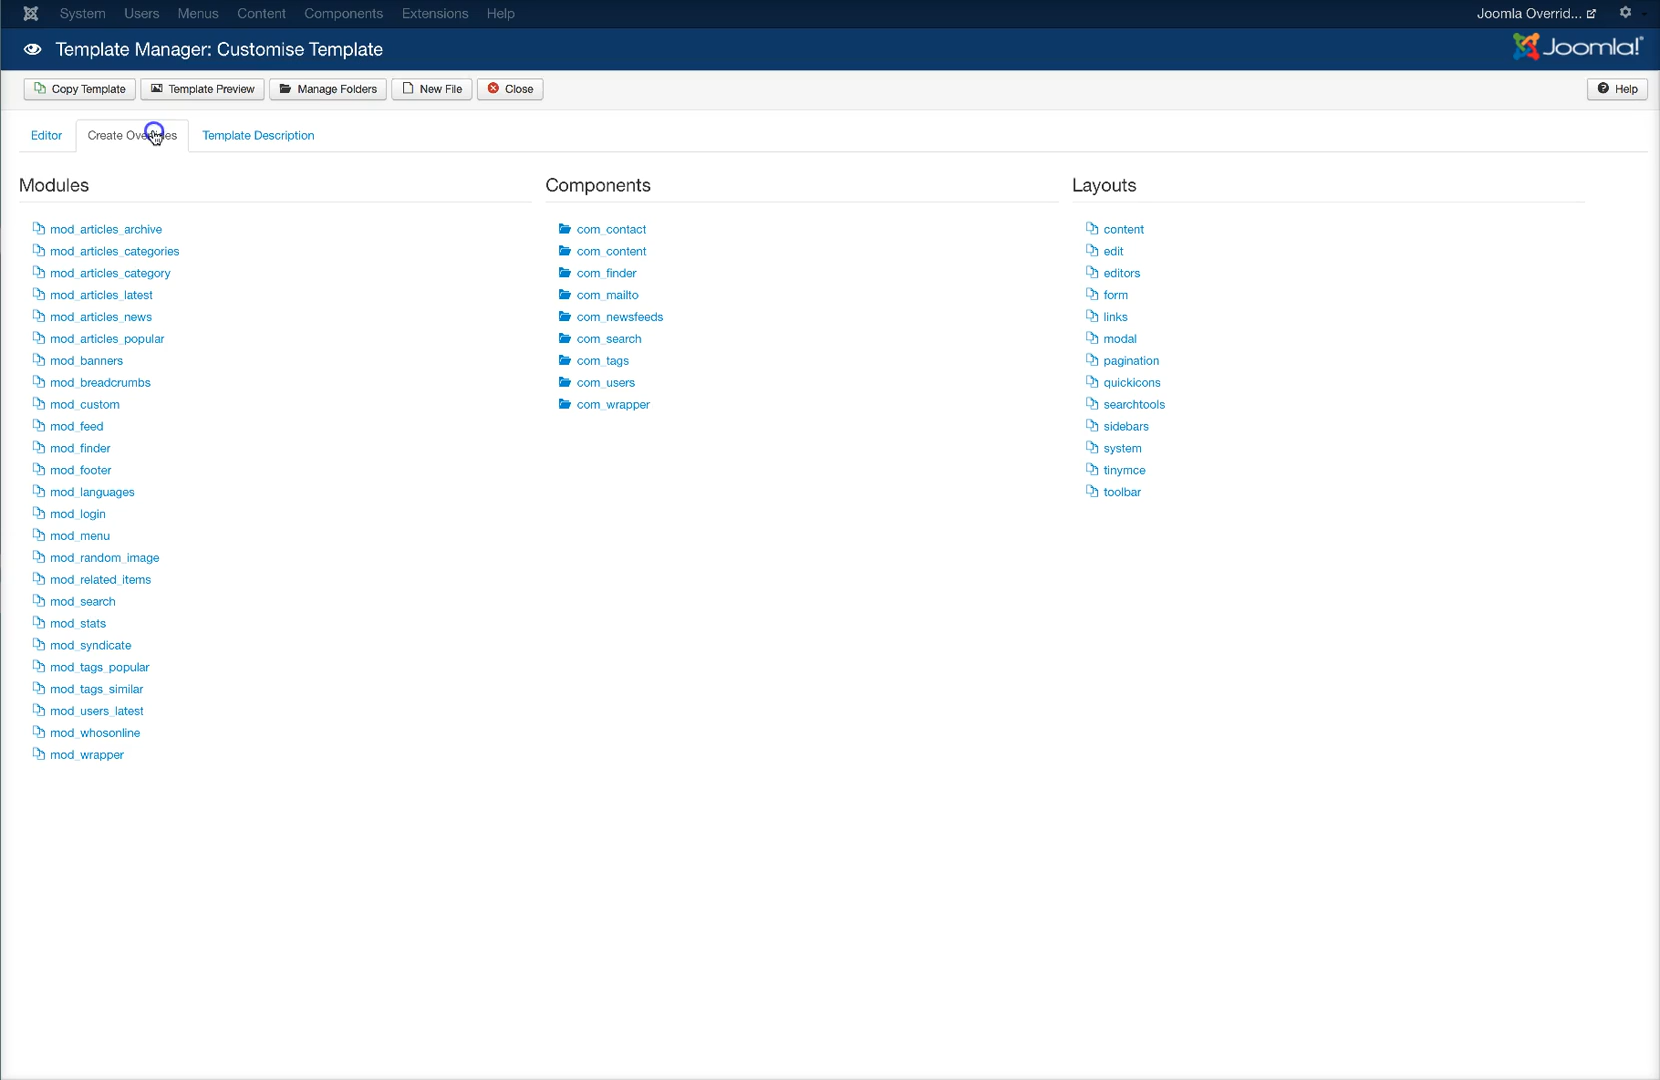 System Users Menus Content Components Extensions Help Joomla Overrid...
Template Manager: Customise Template Joomla!®
Copy Template Template Preview Manage Folders New File Close Help
Editor Create Template Description
Modules
mod_articles_archive
mod_articles_categories
mod_articles_category
mod_articles_latest
mod_articles_news
mod_articles_popular
mod_banners
mod_breadcrumbs
mod_custom
mod_feed
mod_finder
mod_footer
mod_languages
mod_login
mod_menu
mod_random_image
mod_related_items
mod_search
mod_stats
mod_syndicate
mod_tags_popular
mod_tags_similar
mod_users_latest
mod_whosonline
mod_wrapper
Components
com_contact
com_content
com_finder
com_mailto
com_newsfeeds
com_search
com_tags
com_users
com_wrapper
Layouts
content
edit
editors
form
links
modal
pagination
quickicons
searchtools
sidebars
system
tinymce
toolbar